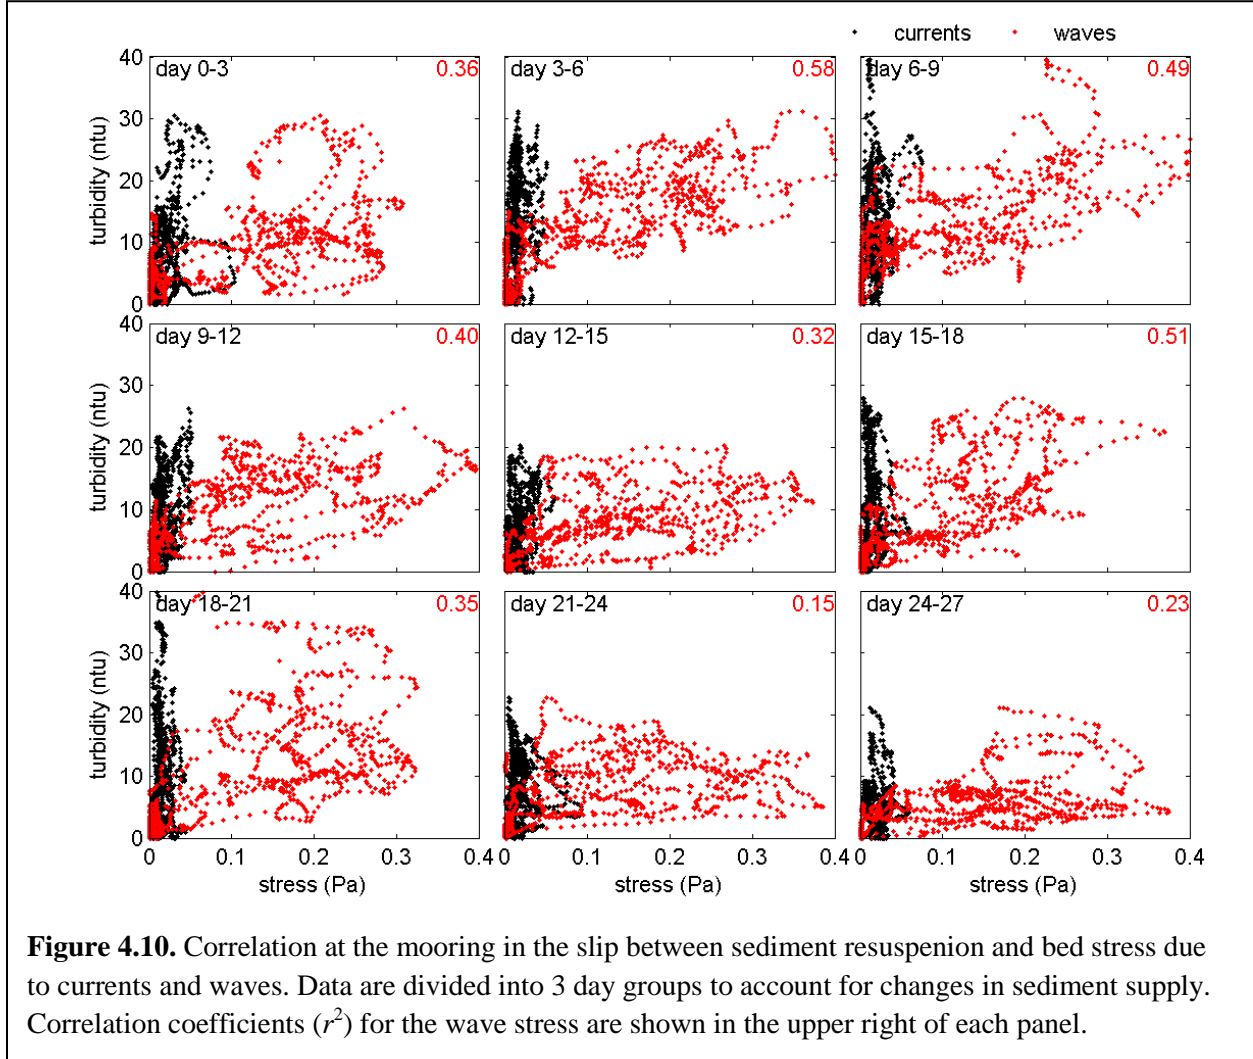 currents waves
40 day 0-3 0.36 day 3-6 0.58 day 6-9 0.49
30
20
10
0
turbidity (ntu)
40 day 9-12 0.40 day 12-15 0.32 day 15-18 0.51
30
20
10
0
turbidity (ntu)
40 day 18-21 0.35 day 21-24 0.15 day 24-27 0.23
30
20
10
0
turbidity (ntu)
0 0.1 0.2 0.3 0.4 0 0.1 0.2 0.3 0.4 0 0.1 0.2 0.3 0.4
stress (Pa) stress (Pa) stress (Pa)
Figure 4.10. Correlation at the mooring in the slip between sediment resuspenion and bed stress due
to currents and waves. Data are divided into 3 day groups to account for changes in sediment supply.
Correlation coefficients (r²) for the wave stress are shown in the upper right of each panel.